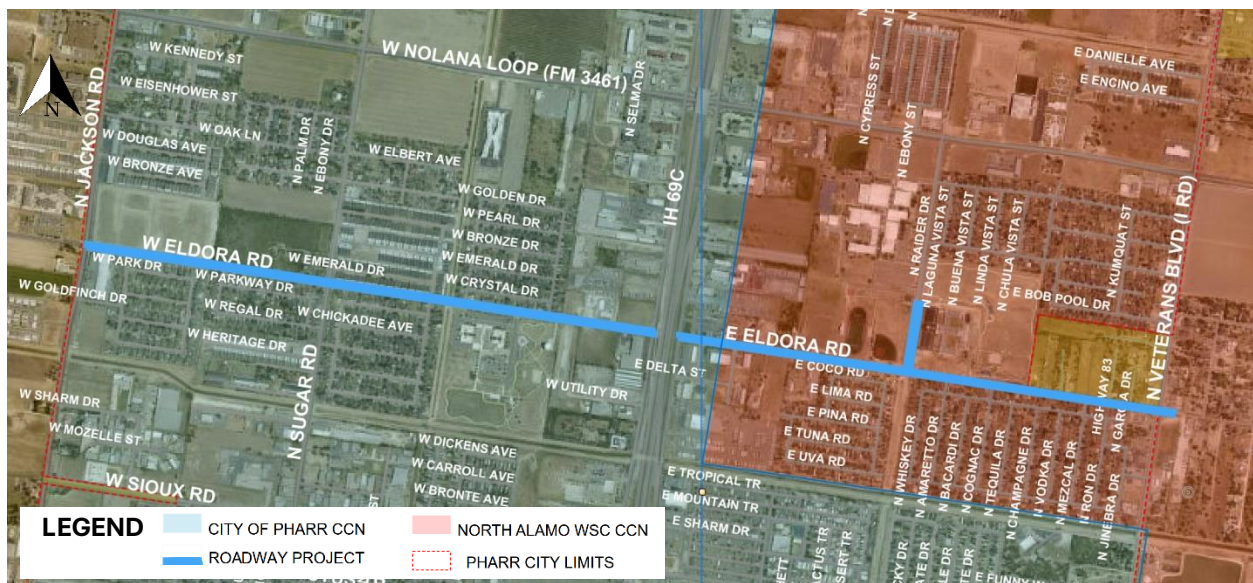 W KENNEDY ST
W NOLANA LOOP (FM 3461)
N SELMA DR
N CYPRESS ST
E DANIELLE AVE
E ENCINO AVE
N
W EISENHOWER ST
N JACKSON RD
W OAK LN
N PALM DR
N EBONY DR
W DOUGLAS AVE
W BRONZE AVE
W ELBERT AVE
N EBONY ST
W GOLDEN DR
W PEARL DR
W BRONZE DR
W EMERALD DR
W CRYSTAL DR
IH 69C
N RAIDER DR
N LAGUNA VISTA ST
N BUENA VISTA ST
N LINDA VISTA ST
N CHULA VISTA ST
N KUMQUAT ST
N VETERANS BLVD (I RD)
W ELDORA RD
W EMERALD DR
W PARK DR
W PARKWAY DR
W GOLDFINCH DR
W REGAL DR
W CHICKADEE AVE
W HERITAGE DR
E BOB POOL DR
E ELDORA RD
E DELTA ST
E COCO RD
W UTILITY DR
E LIMA RD
E PINA RD
E TUNA RD
E UVA RD
HIGHWAY 83
N GARCIA DR
W SHARM DR
N SUGAR RD
W MOZELLE ST
W DICKENS AVE
W CARROLL AVE
W BRONTE AVE
N WHISKEY DR
N AMARETTO DR
N BACARDI DR
N COGNAC DR
N TEQUILA DR
N CHAMPAGNE DR
N VODKA DR
N MEZCAL DR
N RON DR
N JINEBRA DR
W SIOUX RD
E TROPICAL TR
E MOUNTAIN TR
E SHARM DR
LEGEND
CITY OF PHARR CCN
NORTH ALAMO WSC CCN
ROADWAY PROJECT
PHARR CITY LIMITS